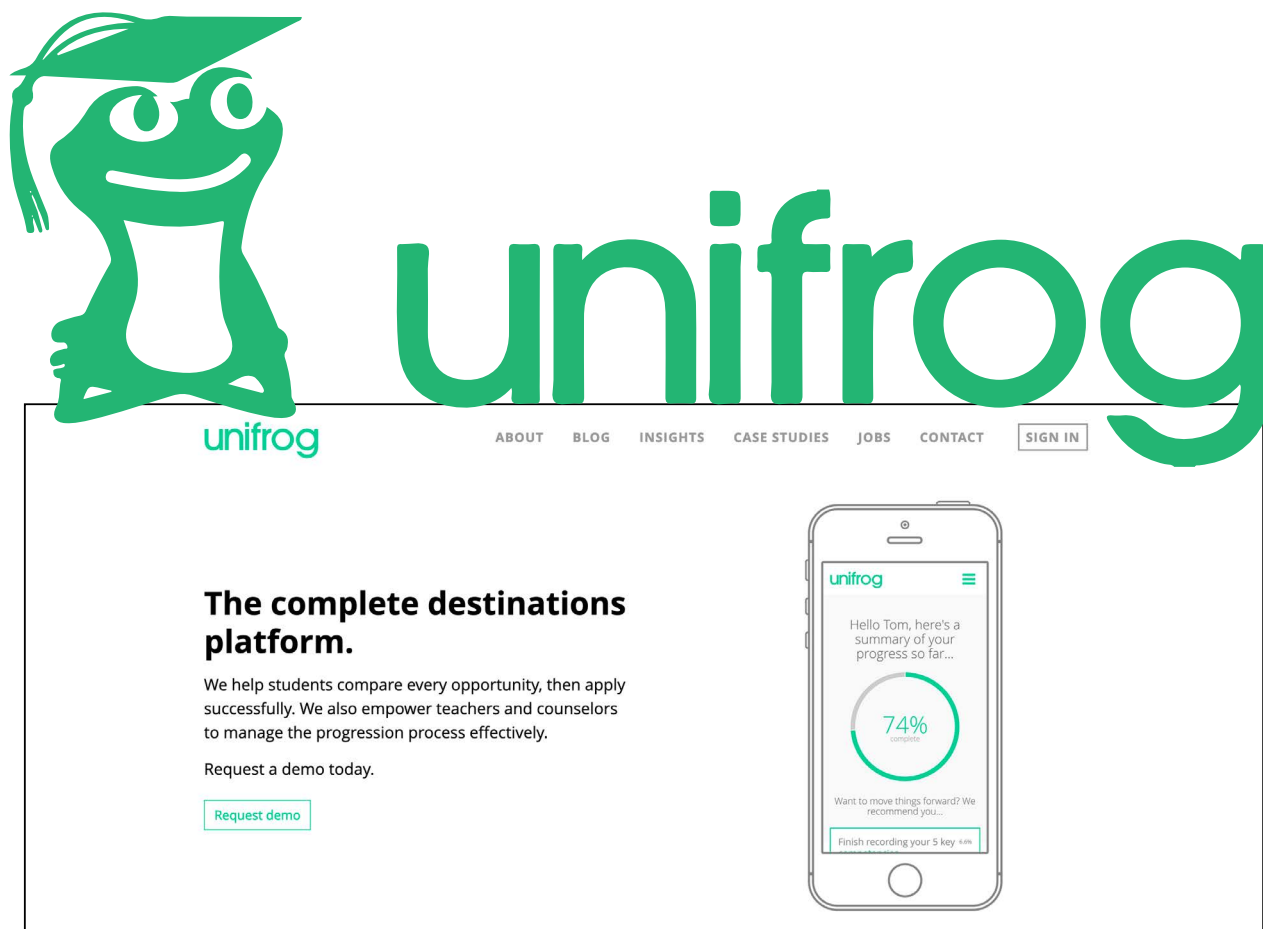 unifrog
unifrog
ABOUT BLOG INSIGHTS CASE STUDIES JOBS CONTACT SIGN IN
The complete destinations
platform.
We help students compare every opportunity, then apply
successfully. We also empower teachers and counselors
to manage the progression process effectively.
Request a demo today.
Request demo
unifrog
Hello Tom, here's a
summary of your
progress so far...
74%
complete
Want to move things forward? We
recommend you...
Finish recording your 5 key 6.6%